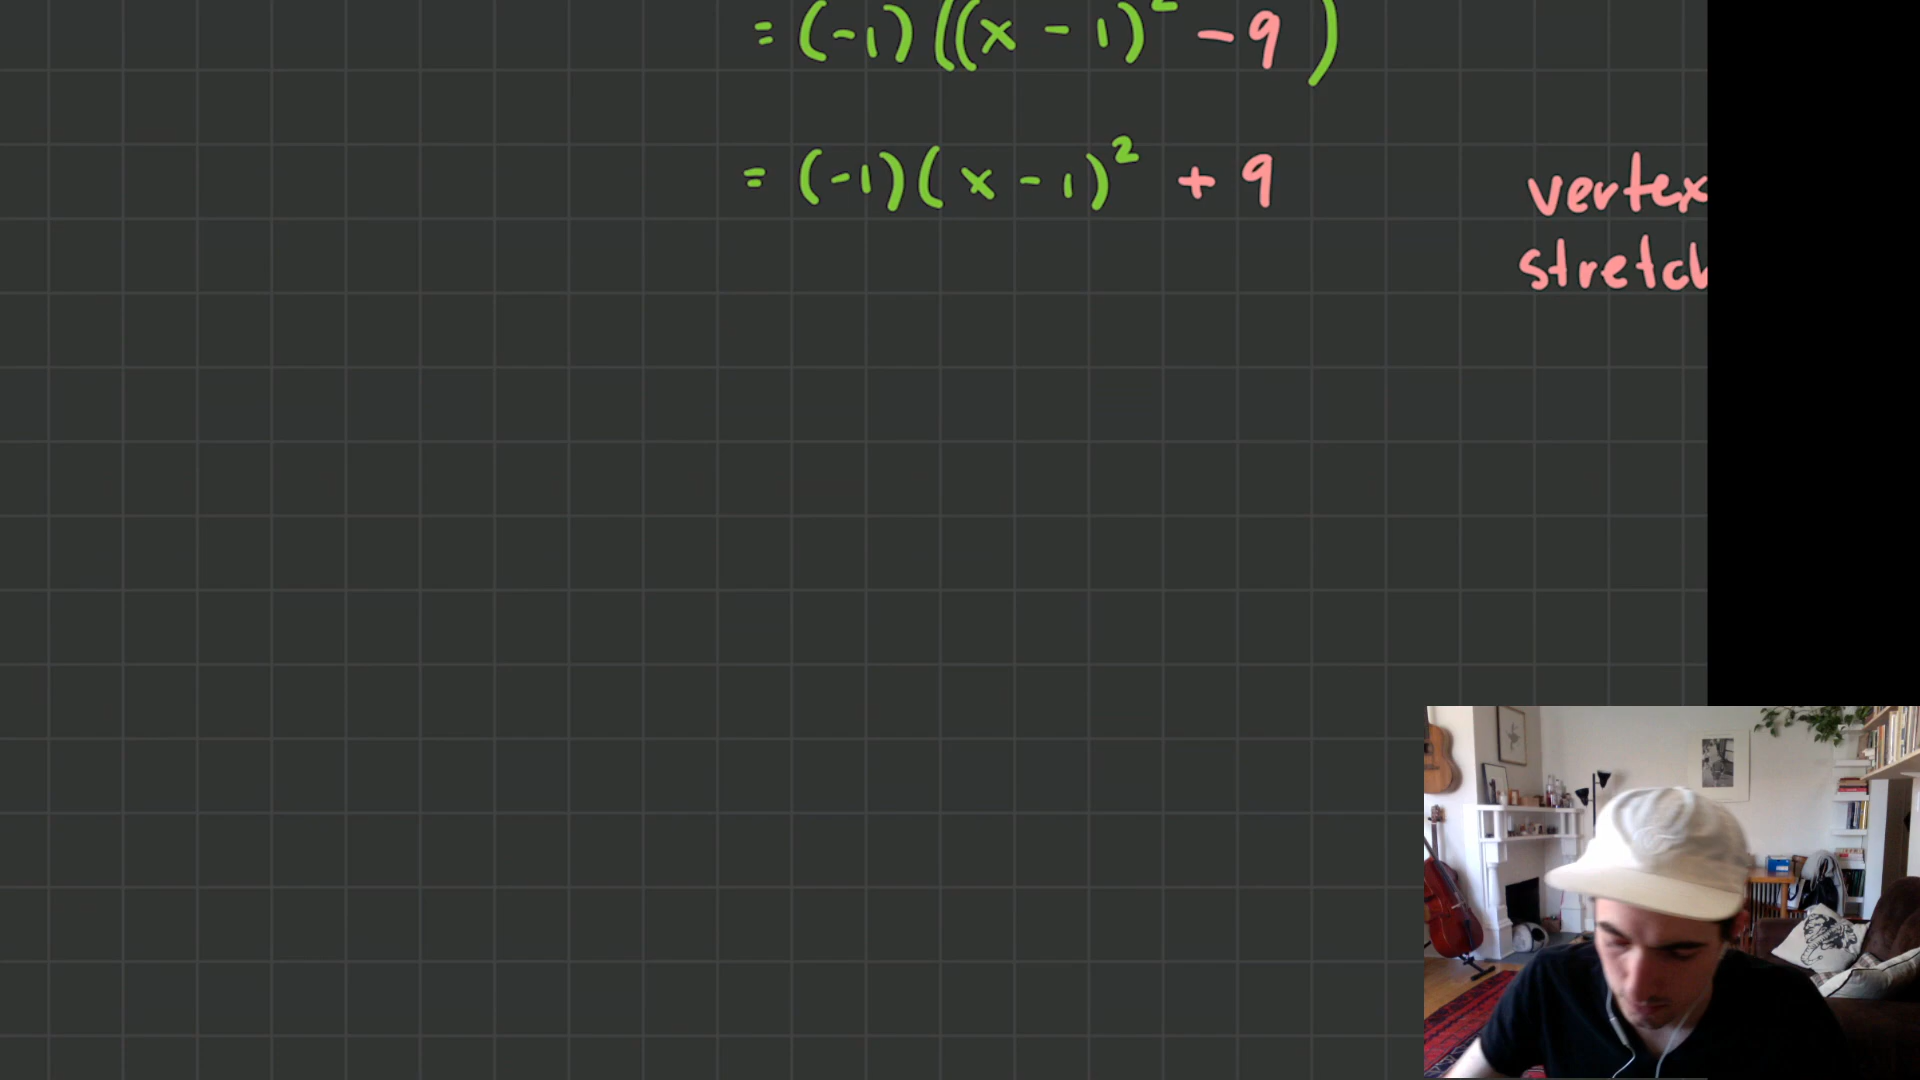 = (-1)((x - 1)² - 9)
= (-1)(x - 1)² + 9
vertex
stretch